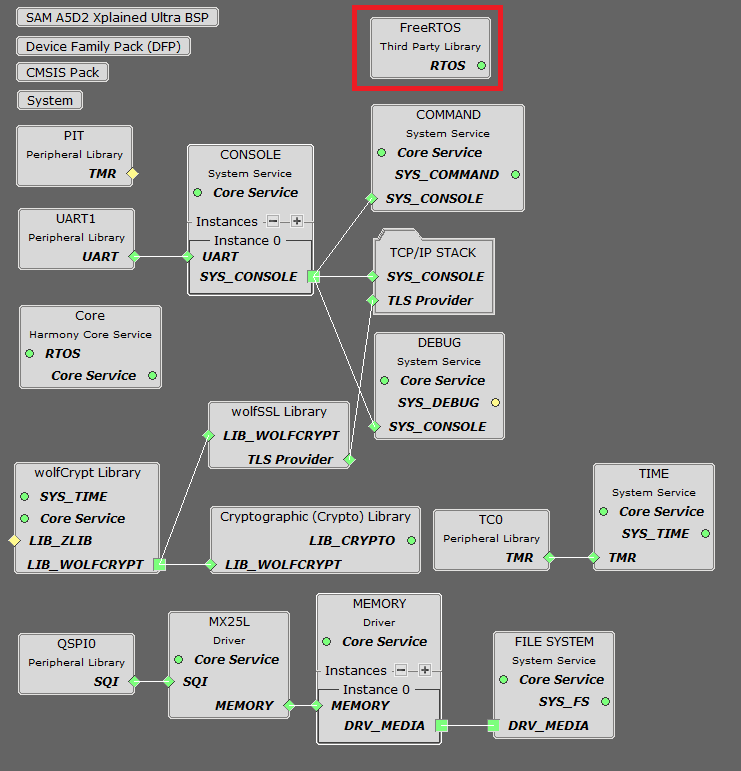 SAM A5D2 Xplained Ultra BSP
Device Family Pack (DFP)
CMSIS Pack
System
FreeRTOS
Third Party Library
RTOS
PIT
Peripheral Library
TMR
UART1
Peripheral Library
UART
CONSOLE
System Service
Core Service
Instances
Instance 0
UART
SYS_CONSOLE
COMMAND
System Service
Core Service
SYS_COMMAND
SYS_CONSOLE
TCP/IP STACK
SYS_CONSOLE
TLS Provider
Core
Harmony Core Service
RTOS
Core Service
DEBUG
System Service
Core Service
SYS_DEBUG
SYS_CONSOLE
wolfSSL Library
LIB_WOLFCRYPT
TLS Provider
wolfCrypt Library
SYS_TIME
Core Service
LIB_ZLIB
LIB_WOLFCRYPT
Cryptographic (Crypto) Library
LIB_CRYPTO
LIB_WOLFCRYPT
TC0
Peripheral Library
TMR
TIME
System Service
Core Service
SYS_TIME
TMR
QSPI0
Peripheral Library
SQI
MX25L
Driver
Core Service
SQI
MEMORY
MEMORY
Driver
Core Service
Instances
Instance 0
MEMORY
DRV_MEDIA
FILE SYSTEM
System Service
Core Service
SYS_FS
DRV_MEDIA